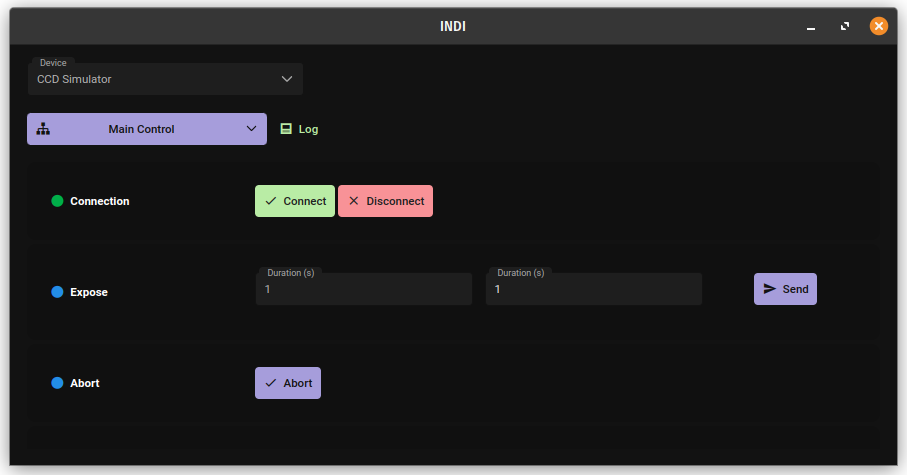 INDI
Device
CCD Simulator
Main Control
Log
Connection
Connect
Disconnect
Expose
Duration (s)
1
Duration (s)
1
Send
Abort
Abort